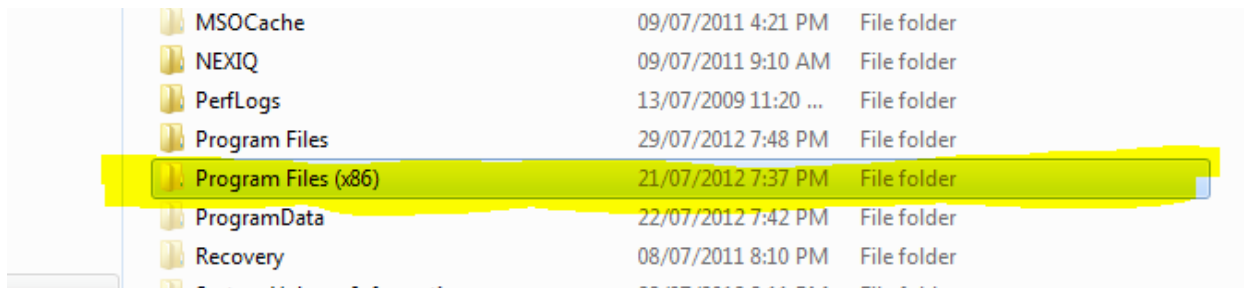 MSOCache 09/07/2011 4:21 PM File folder
NEXIQ 09/07/2011 9:10 AM File folder
PerfLogs 13/07/2009 11:20 ... File folder
Program Files 29/07/2012 7:48 PM File folder
Program Files (x86) 21/07/2012 7:37 PM File folder
ProgramData 22/07/2012 7:42 PM File folder
Recovery 08/07/2011 8:10 PM File folder